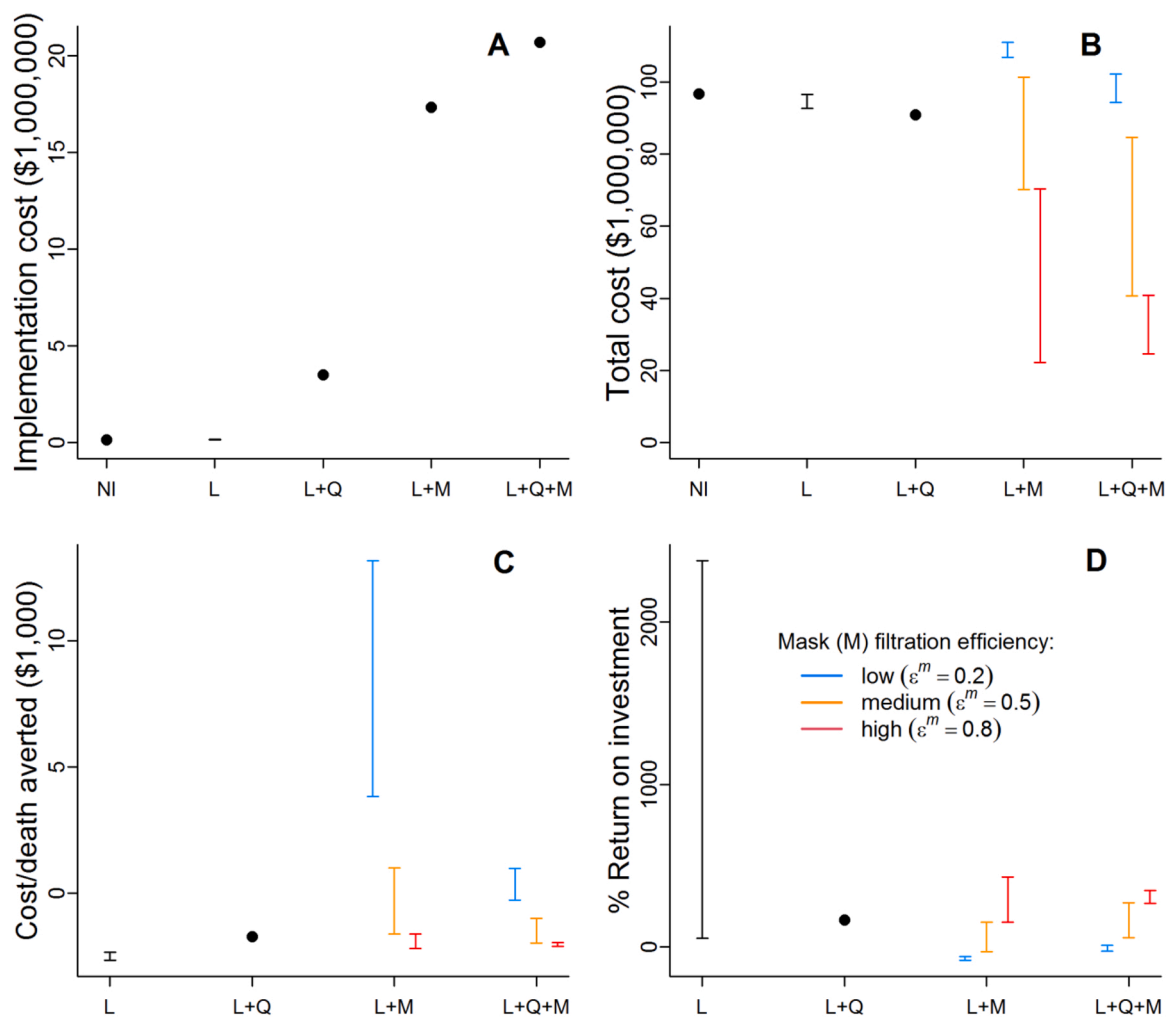 A
Implementation cost ($1,000,000)
20
15
10
5
0
NI L L+Q L+M L+Q+M
B
Total cost ($1,000,000)
100
80
60
40
20
0
NI L L+Q L+M L+Q+M
C
Cost/death averted ($1,000)
10
5
0
L L+Q L+M L+Q+M
D
% Return on investment
2000
1000
0
Mask (M) filtration efficiency:
low (εᵐ = 0.2)
medium (εᵐ = 0.5)
high (εᵐ = 0.8)
L L+Q L+M L+Q+M